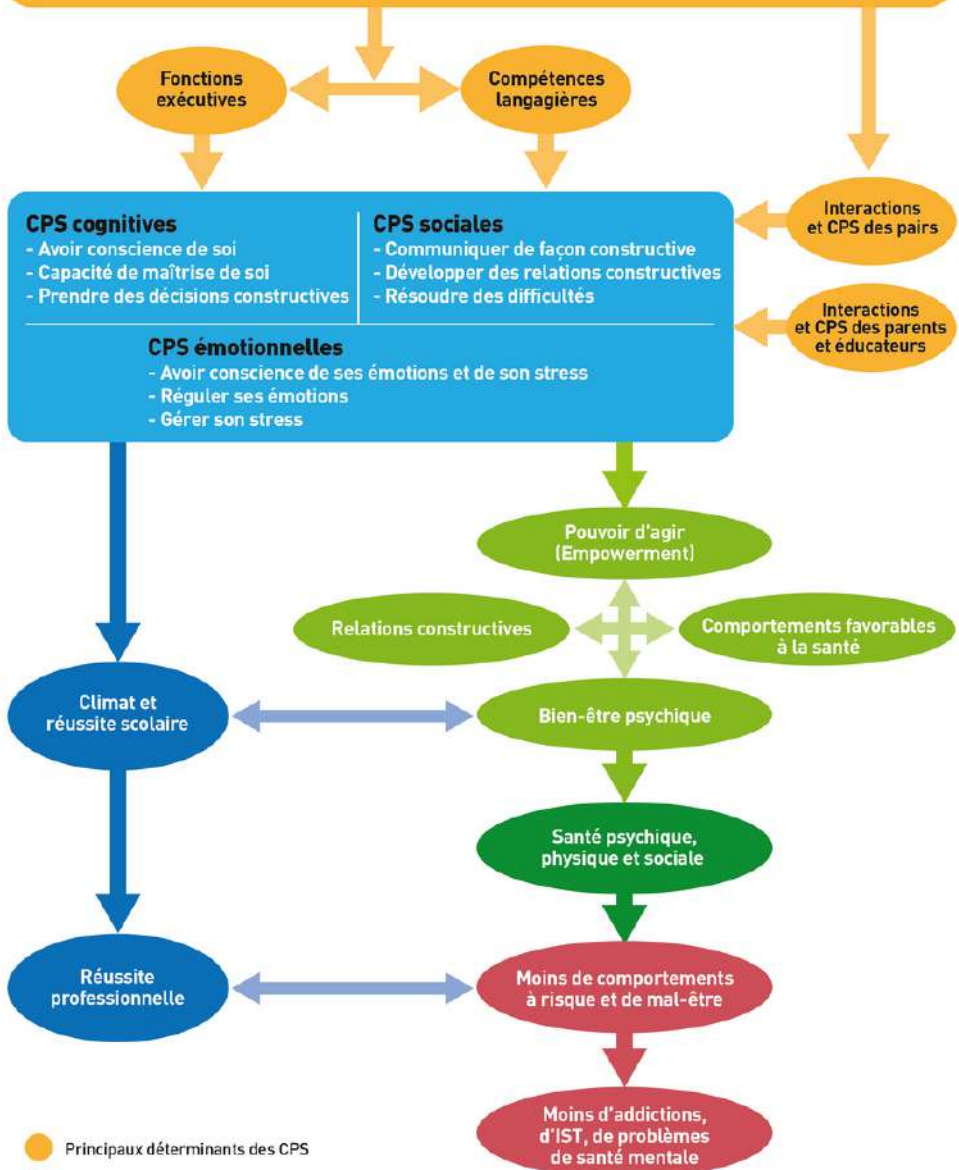 Fonctions
exécutives
Compétences
langagières
CPS cognitives
- Avoir conscience de soi
- Capacité de maîtrise de soi
- Prendre des décisions constructives
CPS sociales
- Communiquer de façon constructive
- Développer des relations constructives
- Résoudre des difficultés
Interactions
et CPS des pairs
Interactions
et CPS des parents
et éducateurs
CPS émotionnelles
- Avoir conscience de ses émotions et de son stress
- Réguler ses émotions
- Gérer son stress
Pouvoir d'agir
(Empowerment)
Relations constructives
Comportements favorables
à la santé
Climat et
réussite scolaire
Bien-être psychique
Santé psychique,
physique et sociale
Réussite
professionnelle
Moins de comportements
à risque et de mal-être
Moins d'addictions,
d'IST, de problèmes
de santé mentale
Principaux déterminants des CPS